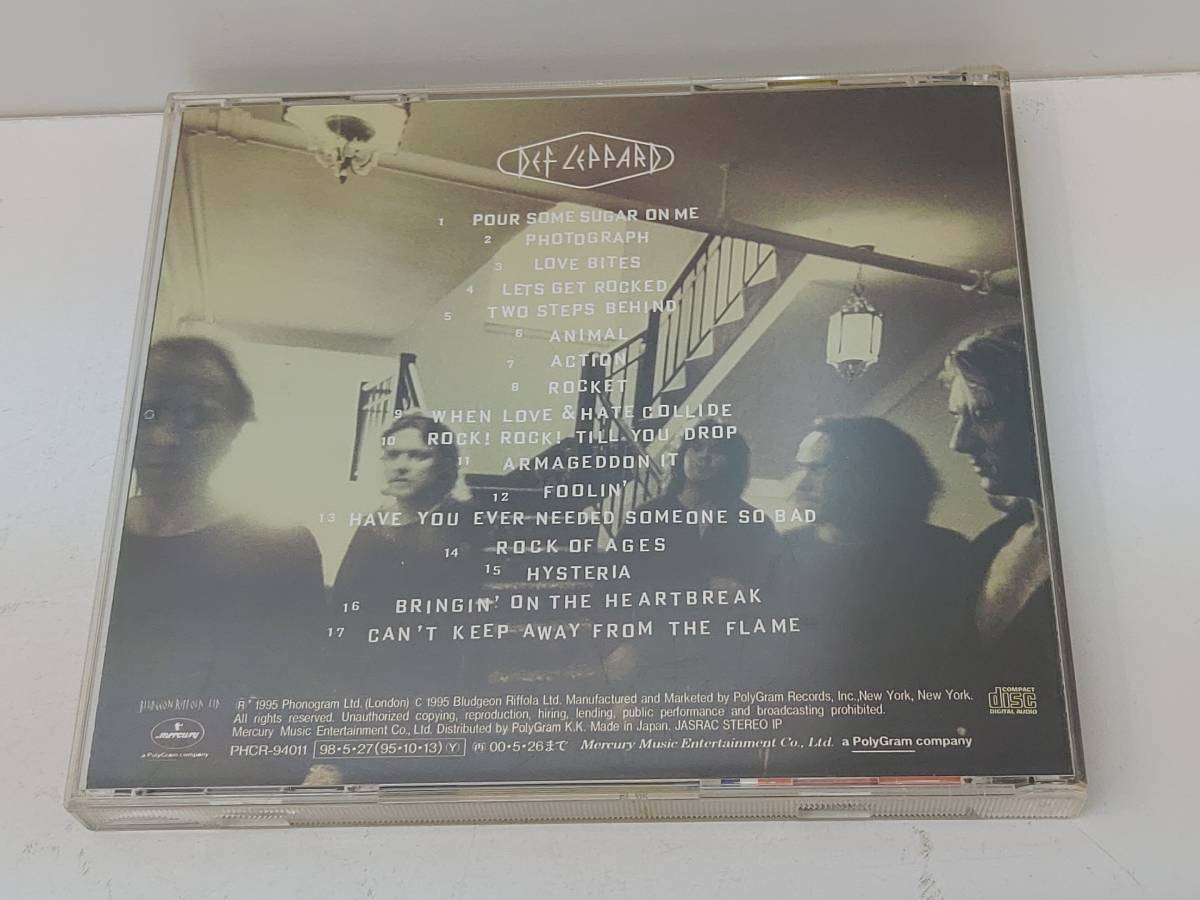 DEF LEPPARD
1 POUR SOME SUGAR ON ME
2 PHOTOGRAPH
3 LOVE BITES
4 LETS GET ROCKED
5 TWO STEPS BEHIND
6 ANIMAL
7 ACTION
8 ROCKET
9 WHEN LOVE & HATE COLLIDE
10 ROCK! ROCK! TILL YOU DROP
11 ARMAGEDDON IT
12 FOOLIN'
13 HAVE YOU EVER NEEDED SOMEONE SO BAD
14 ROCK OF AGES
15 HYSTERIA
16 BRINGIN' ON THE HEARTBREAK
17 CAN'T KEEP AWAY FROM THE FLAME
BLUDGEON RIFFOLA LTD
℗ 1995 Phonogram Ltd. (London) © 1995 Bludgeon Riffola Ltd. Manufactured and Marketed by PolyGram Records, Inc.,New York, New York.
All rights reserved. Unauthorized copying, reproduction, hiring, lending, public performance and broadcasting prohibited.
Mercury Music Entertainment Co., Ltd. Distributed by PolyGram K.K. Made in Japan. JASRAC STEREO IP
COMPACT
disc
DIGITAL AUDIO
mercury
a PolyGram company
PHCR-94011 98・5・27(95・10・13) Ⓨ ㋐00・5・26まで Mercury Music Entertainment Co., Ltd. a PolyGram company